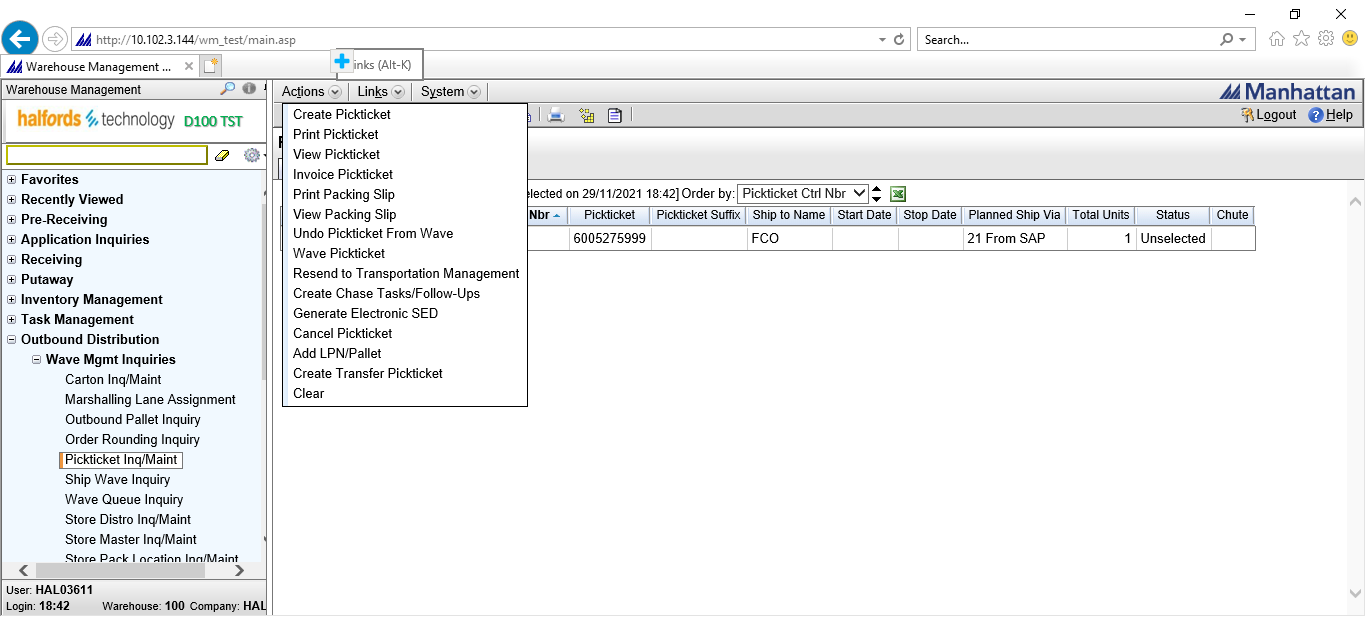 http://10.102.3.144/wm_test/main.asp
Search...
Warehouse Management ...
inks (Alt-K)
Warehouse Management
Actions Links System
Manhattan
halfords technology D100 TST
Logout Help
Create Pickticket
Print Pickticket
View Pickticket
Invoice Pickticket
Print Packing Slip
View Packing Slip
Undo Pickticket From Wave
Wave Pickticket
Resend to Transportation Management
Create Chase Tasks/Follow-Ups
Generate Electronic SED
Cancel Pickticket
Add LPN/Pallet
Create Transfer Pickticket
Clear
elected on 29/11/2021 18:42] Order by: Pickticket Ctrl Nbr
Nbr Pickticket Pickticket Suffix Ship to Name Start Date Stop Date Planned Ship Via Total Units Status Chute
6005275999 FCO 21 From SAP 1 Unselected
Favorites
Recently Viewed
Pre-Receiving
Application Inquiries
Receiving
Putaway
Inventory Management
Task Management
Outbound Distribution
Wave Mgmt Inquiries
Carton Inq/Maint
Marshalling Lane Assignment
Outbound Pallet Inquiry
Order Rounding Inquiry
Pickticket Inq/Maint
Ship Wave Inquiry
Wave Queue Inquiry
Store Distro Inq/Maint
Store Master Inq/Maint
Store Pack Location Inq/Maint
User: HAL03611
Login: 18:42 Warehouse: 100 Company: HAL